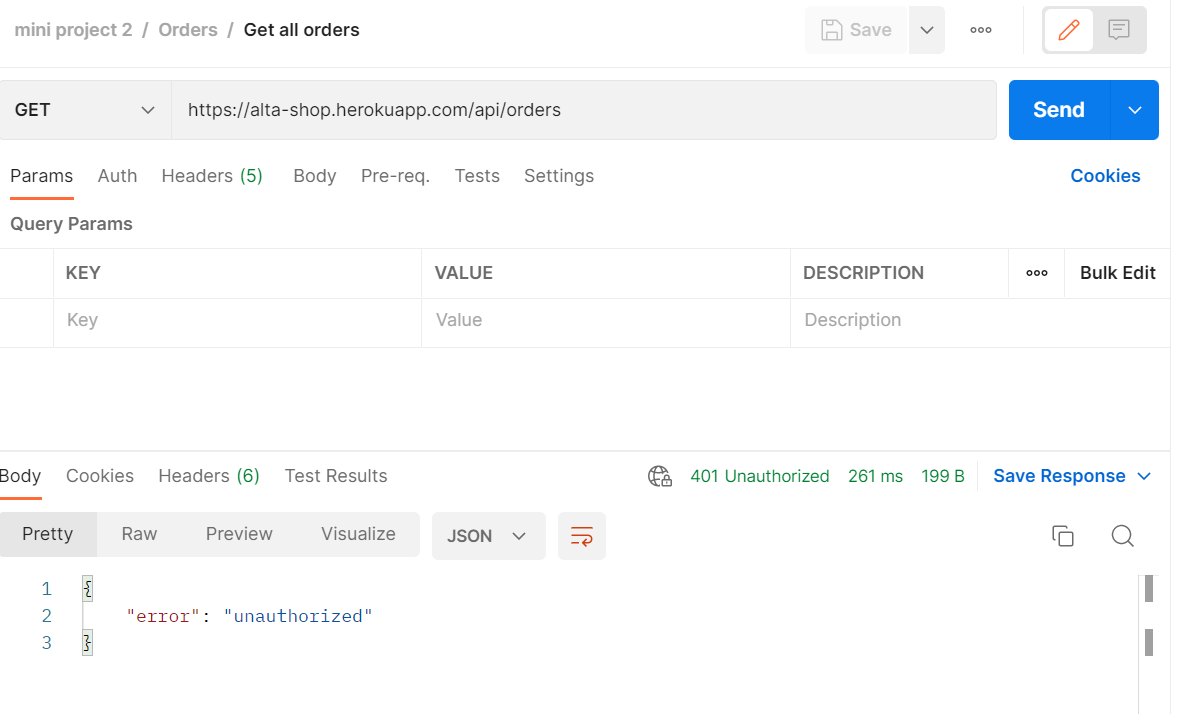 mini project 2 / Orders / Get all orders
Save
GET
https://alta-shop.herokuapp.com/api/orders
Send
Params Auth Headers (5) Body Pre-req. Tests Settings Cookies
Query Params
KEY VALUE DESCRIPTION Bulk Edit
Key Value Description
Body Cookies Headers (6) Test Results 401 Unauthorized 261 ms 199 B Save Response
Pretty Raw Preview Visualize JSON
1 {
2 "error": "unauthorized"
3 }